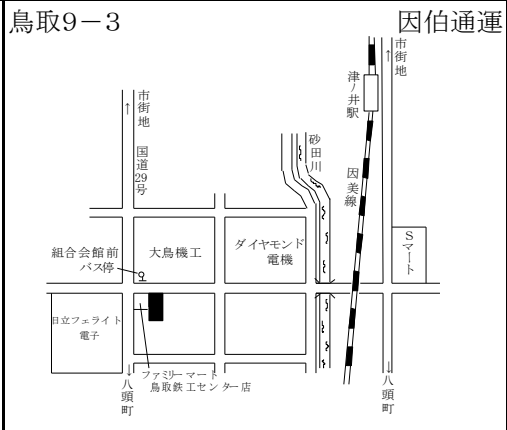 鳥取9－3
因伯通運
市街地
↑
国道29号
砂田川
津ノ井駅
市街地
↑
因美線
Sマート
組合会館前
バス停
大鳥機工
ダイヤモンド
電機
日立フェライト
電子
ファミリーマート
鳥取鉄工センター店
↓
八頭町
↓
八頭町